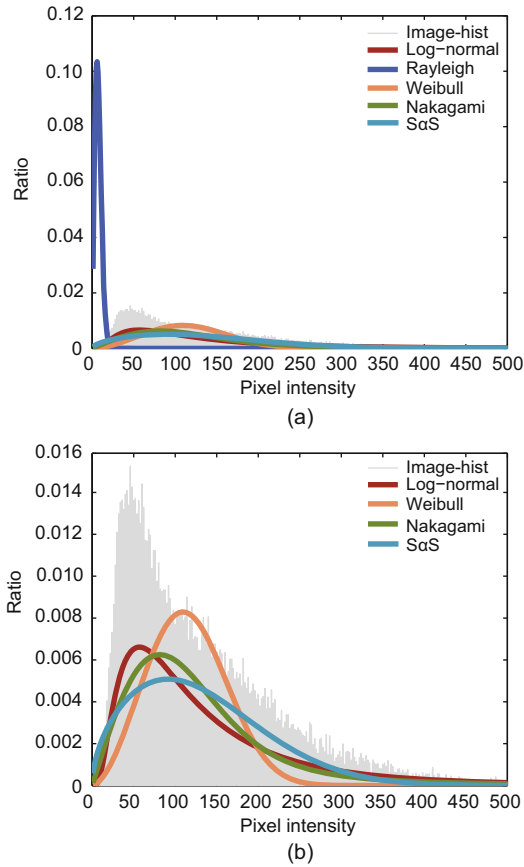 0.12
0.10
0.08
0.06
0.04
0.02
0
Ratio
Image-hist
Log-normal
Rayleigh
Weibull
Nakagami
SαS
0 50 100 150 200 250 300 350 400 450 500
Pixel intensity
(a)
0.016
0.014
0.012
0.010
0.008
0.006
0.004
0.002
0
Ratio
Image-hist
Log-normal
Weibull
Nakagami
SαS
0 50 100 150 200 250 300 350 400 450 500
Pixel intensity
(b)